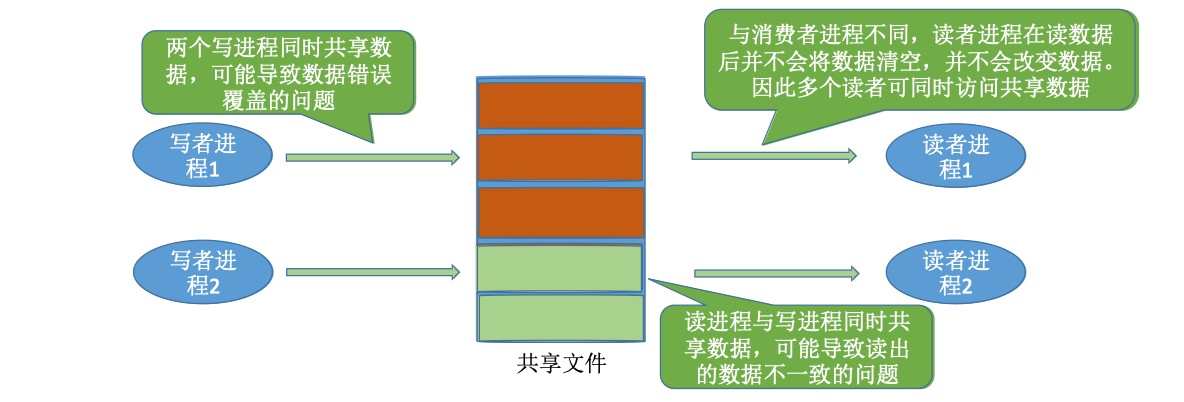 两个写进程同时共享数
据，可能导致数据错误
覆盖的问题
与消费者进程不同，读者进程在读数据
后并不会将数据清空，并不会改变数据。
因此多个读者可同时访问共享数据
写者进
程1
读者进
程1
写者进
程2
读者进
程2
读进程与写进程同时共
享数据，可能导致读出
的数据不一致的问题
共享文件